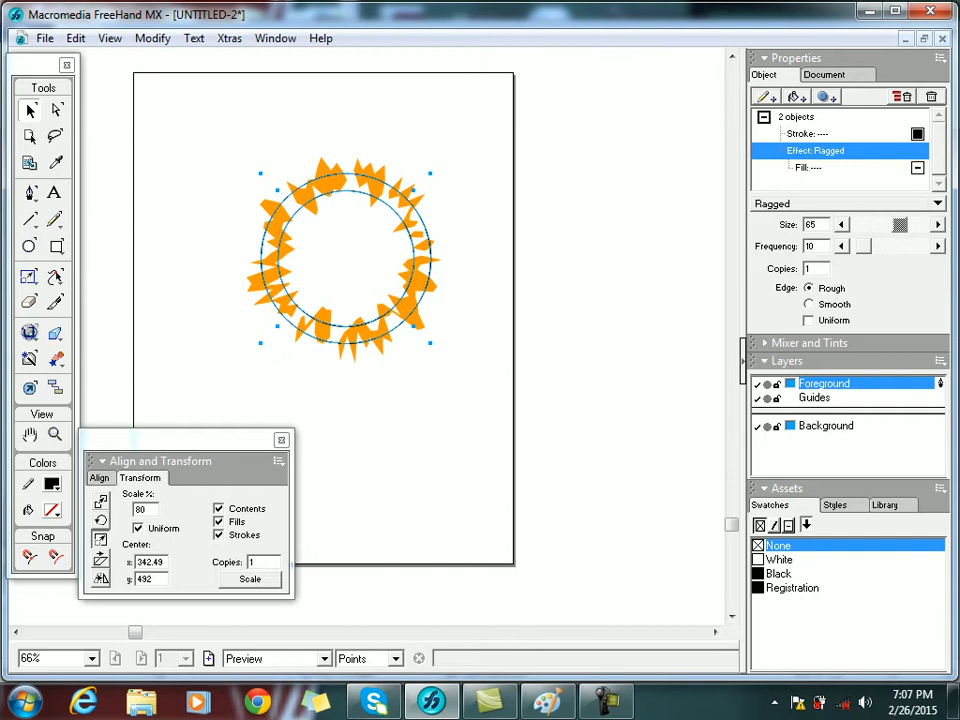 Macromedia FreeHand MX - [UNTITLED-2*]
File Edit View Modify Text Xtras Window Help
Tools
View
Colors
Snap
Properties
Object Document
2 objects
Stroke: ----
Effect: Ragged
Fill: ----
Ragged
Size: 65
Frequency: 10
Copies: 1
Edge: Rough
Smooth
Uniform
Mixer and Tints
Layers
Foreground
Guides
Background
Assets
Swatches Styles Library
None
White
Black
Registration
Align and Transform
Align Transform
Scale %:
80
Uniform
Center:
x: 342.49
y: 492
Contents
Fills
Strokes
Copies: 1
Scale
66% 1 Preview Points
7:07 PM
2/26/2015